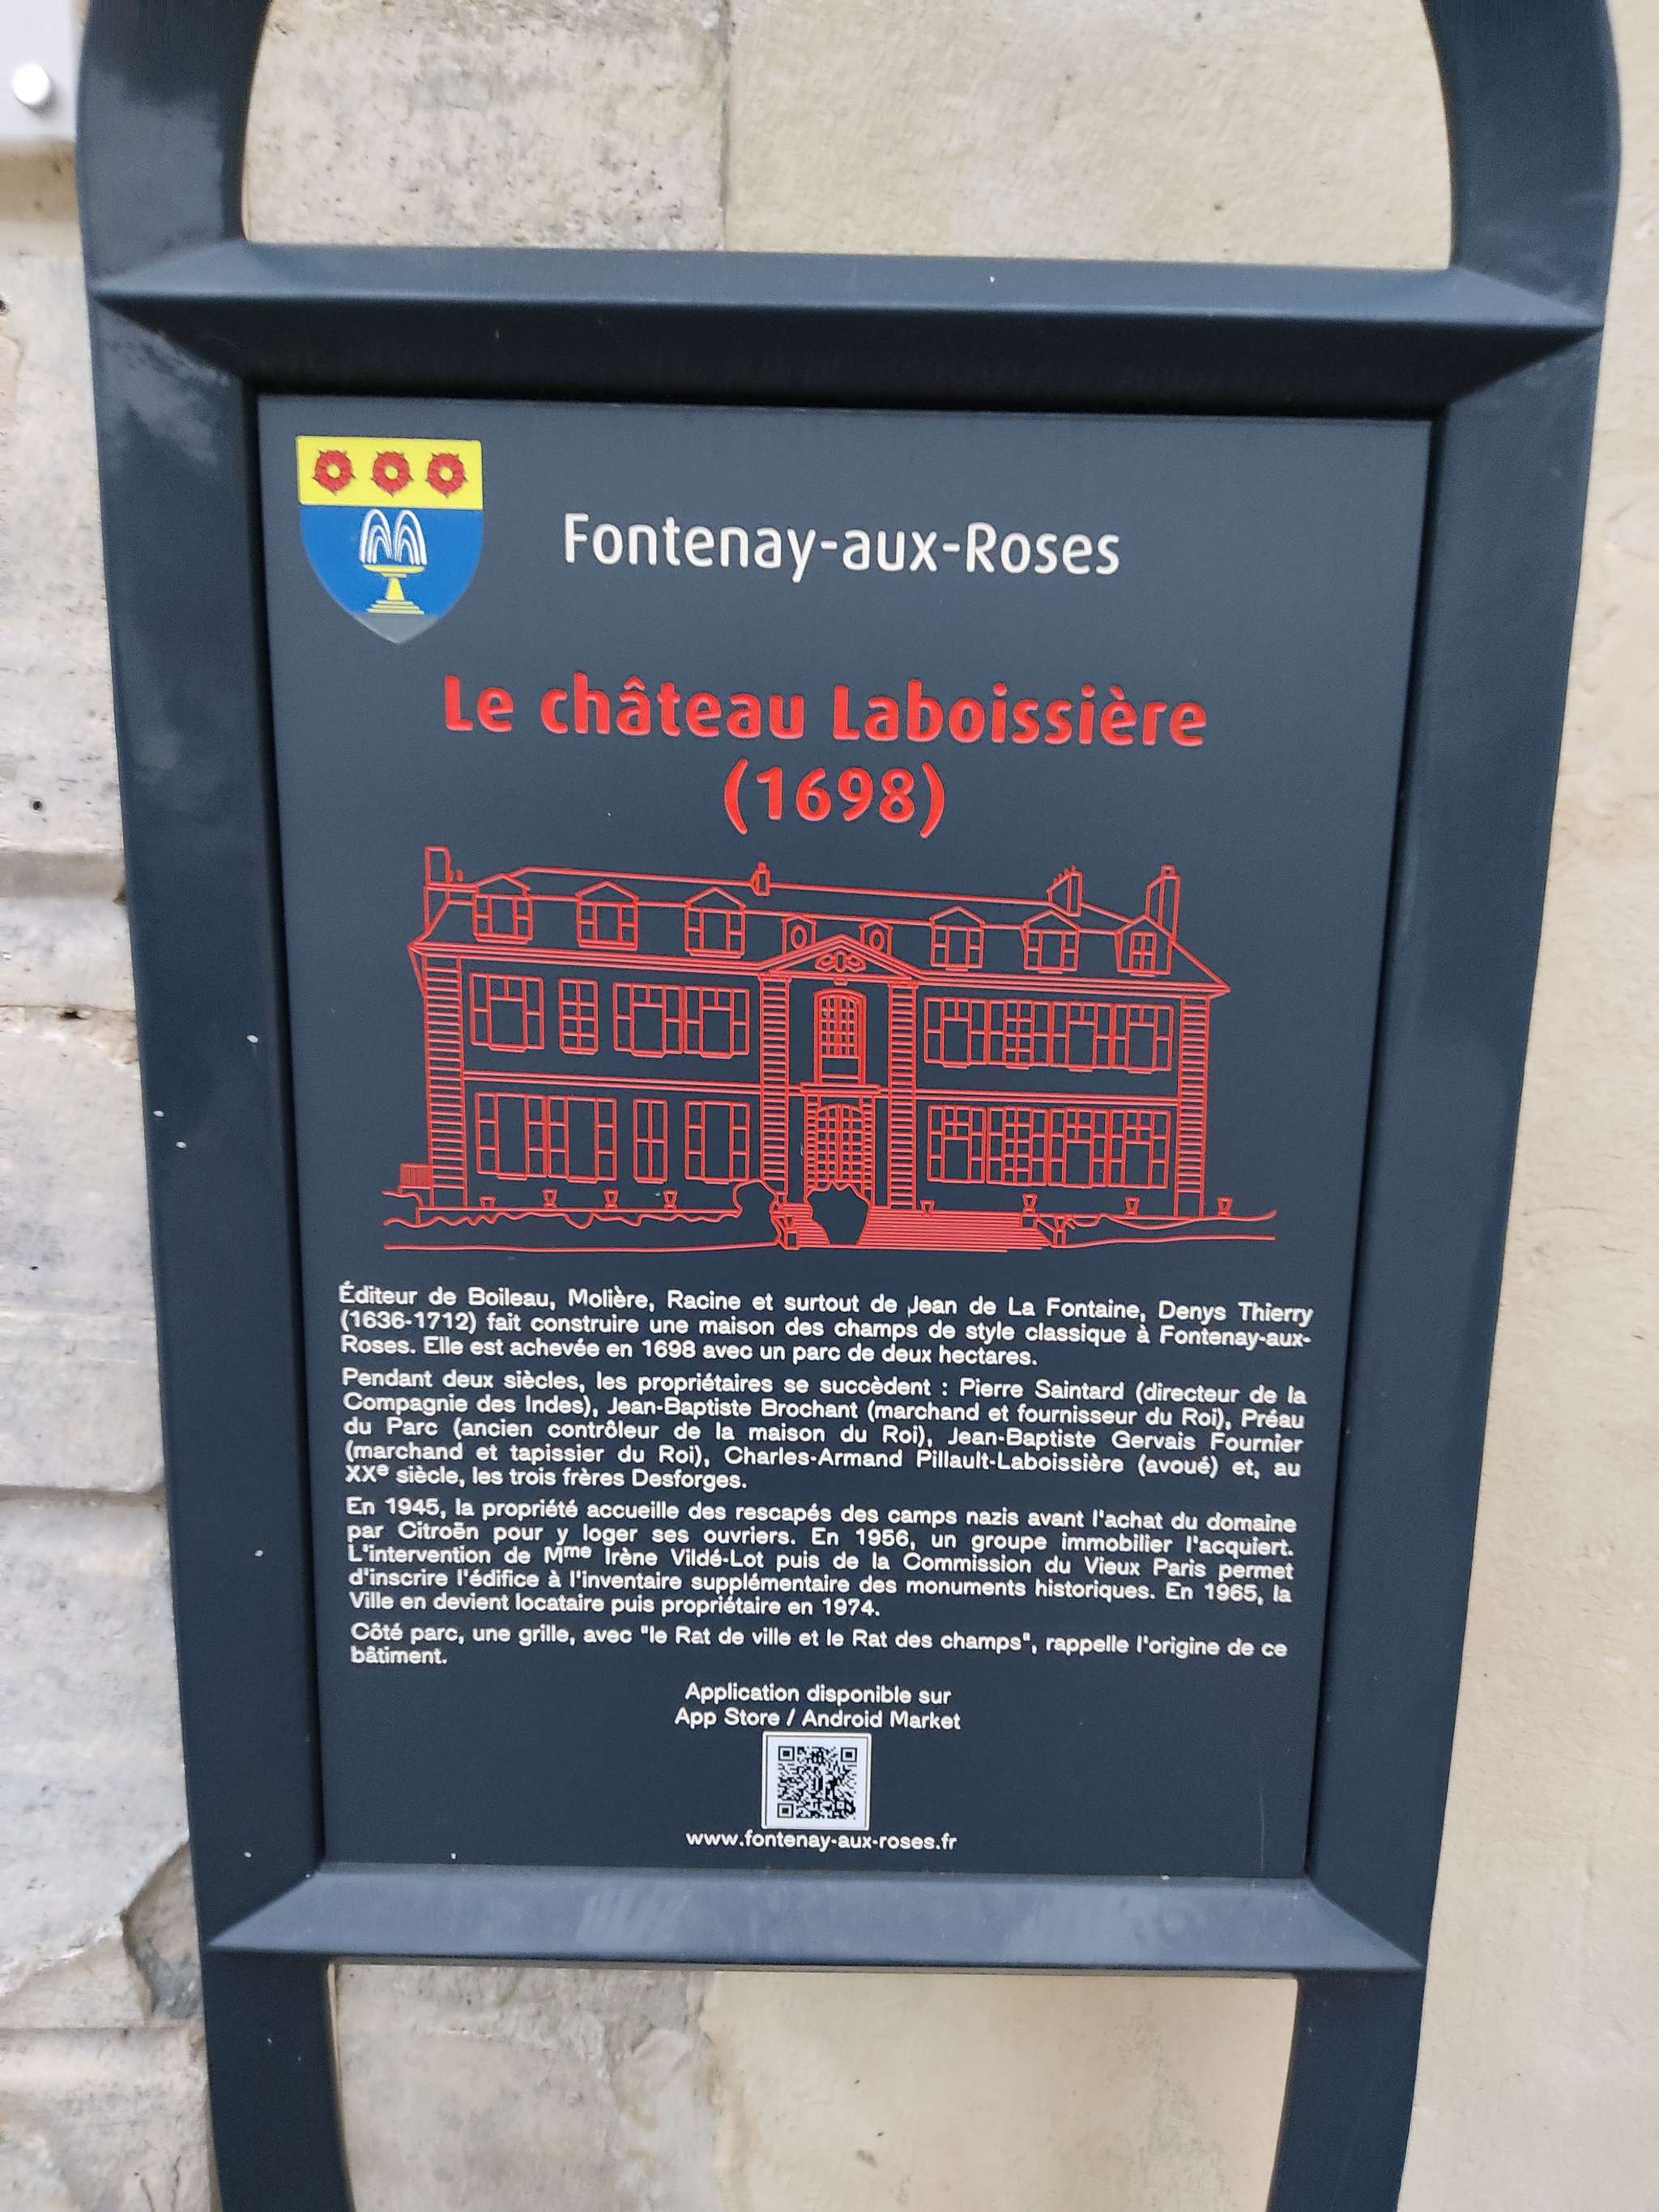 Fontenay-aux-Roses
Le château Laboissière
(1698)
Éditeur de Boileau, Molière, Racine et surtout de Jean de La Fontaine, Denys Thierry
(1636-1712) fait construire une maison des champs de style classique à Fontenay-aux-
Roses. Elle est achevée en 1698 avec un parc de deux hectares.
Pendant deux siècles, les propriétaires se succèdent : Pierre Saintard (directeur de la
Compagnie des Indes), Jean-Baptiste Brochant (marchand et fournisseur du Roi), Préau
du Parc (ancien contrôleur de la maison du Roi), Jean-Baptiste Gervais Fournier
(marchand et tapissier du Roi), Charles-Armand Pillault-Laboissière (avoué) et, au
XXe siècle, les trois frères Desforges.
En 1945, la propriété accueille des rescapés des camps nazis avant l'achat du domaine
par Citroën pour y loger ses ouvriers. En 1956, un groupe immobilier l'acquiert.
L'intervention de Mme Irène Vildé-Lot puis de la Commission du Vieux Paris permet
d'inscrire l'édifice à l'inventaire supplémentaire des monuments historiques. En 1965, la
Ville en devient locataire puis propriétaire en 1974.
Côté parc, une grille, avec "le Rat de ville et le Rat des champs", rappelle l'origine de ce
bâtiment.
Application disponible sur
App Store / Android Market
www.fontenay-aux-roses.fr